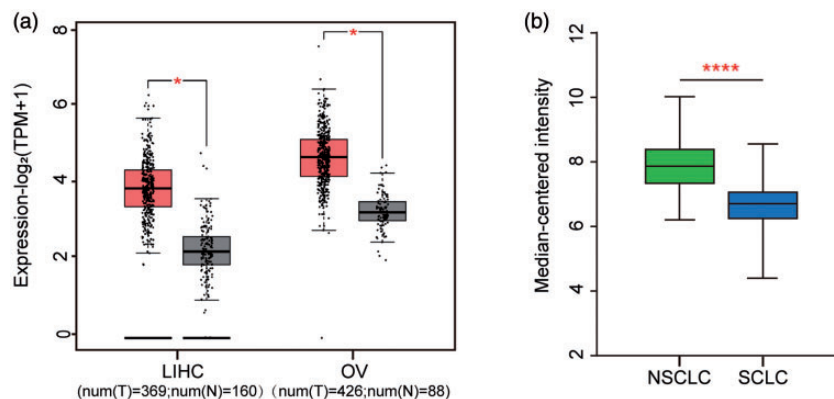 (a)
Expression-log₂(TPM+1)
8
6
4
2
0
*
*
LIHC
OV
(num(T)=369;num(N)=160)
(num(T)=426;num(N)=88)
(b)
Median-centered intensity
12
10
8
6
4
2
****
NSCLC
SCLC